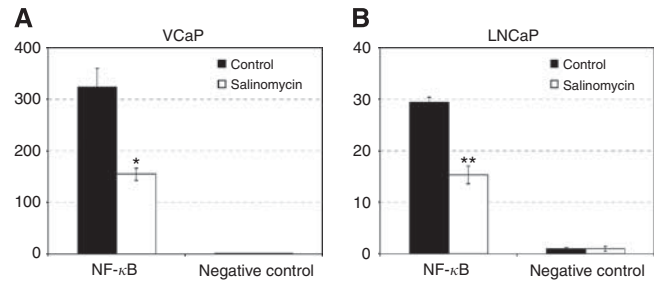 A
VCaP
400
300
200
100
0
Control
Salinomycin
*
NF-κB
Negative control
B
LNCaP
40
30
20
10
0
Control
Salinomycin
**
NF-κB
Negative control